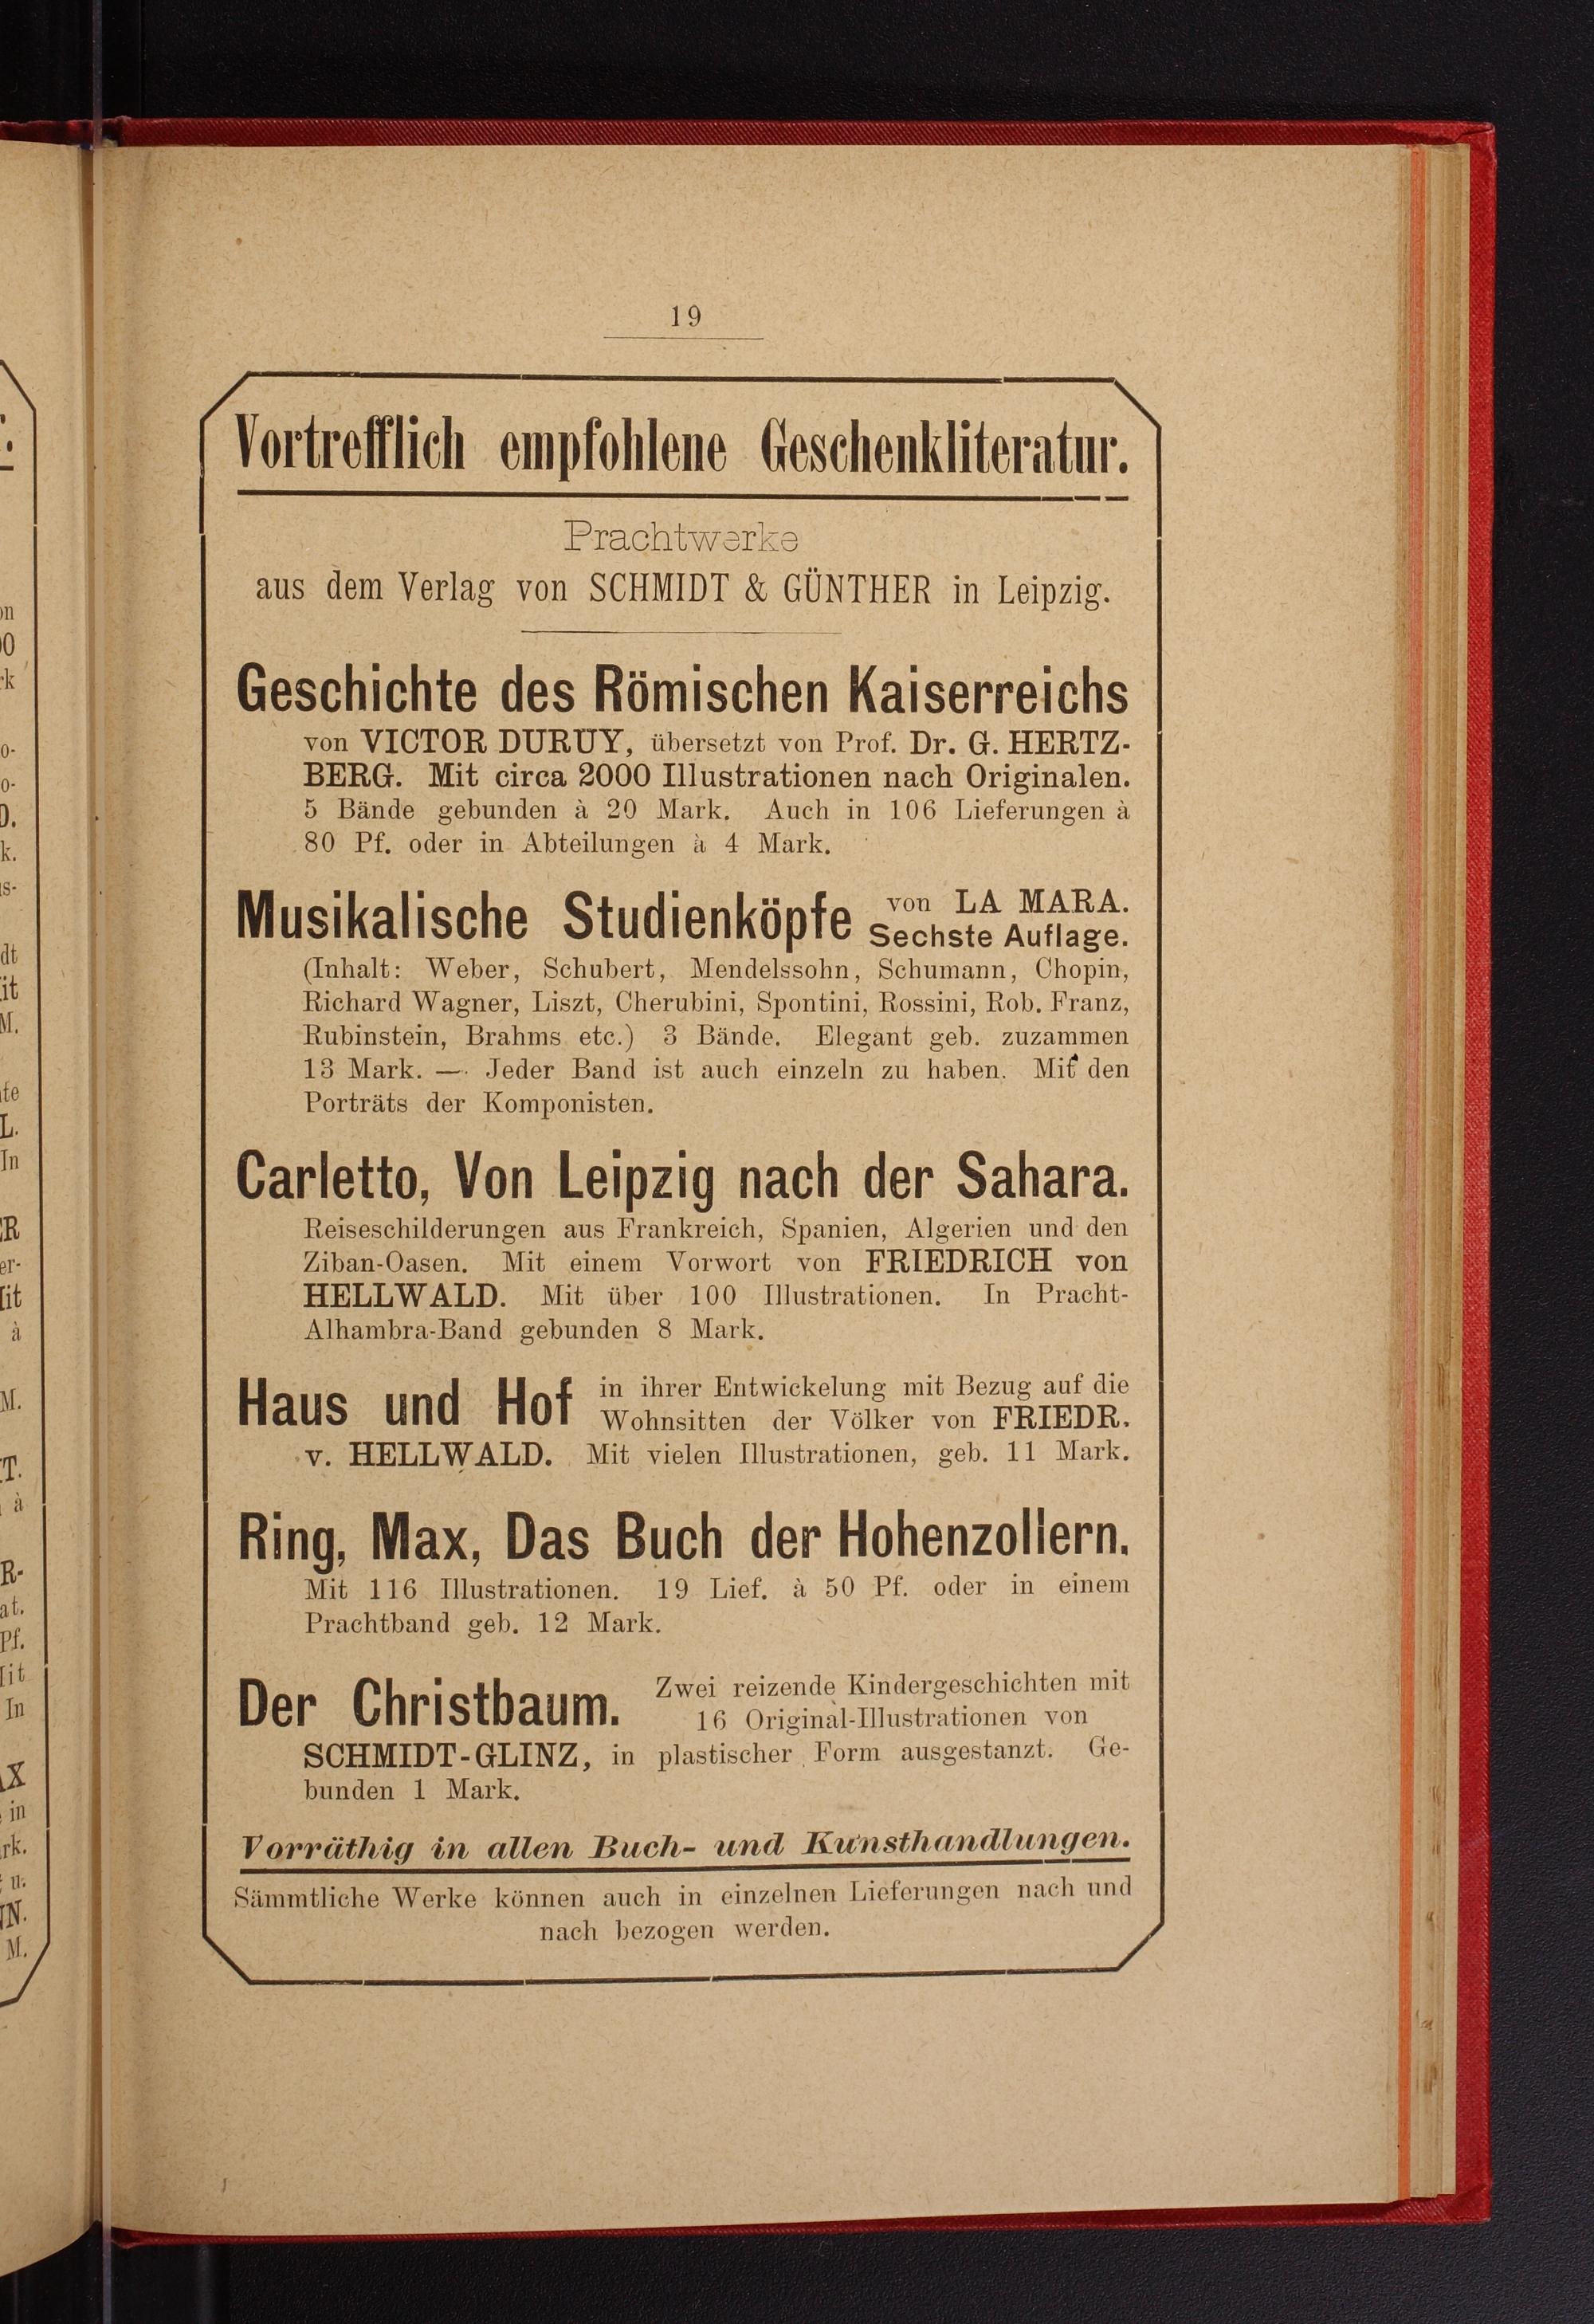 19
Vortrefflich empfohlene Geschenkliteratur.
Prachtwerke
aus dem Verlag von SCHMIDT & GÜNTHER in Leipzig.
Geschichte des Römischen Kaiserreichs
von VICTOR DURUY, übersetzt von Prof. Dr. G. HERTZ-
BERG. Mit circa 2000 Illustrationen nach Originalen.
5 Bände gebunden à 20 Mark. Auch in 106 Lieferungen à
80 Pf. oder in Abteilungen à 4 Mark.
Musikalische Studienköpfe von LA MARA.
Sechste Auflage.
(Inhalt: Weber, Schubert, Mendelssohn, Schumann, Chopin,
Richard Wagner, Liszt, Cherubini, Spontini, Rossini, Rob. Franz,
Rubinstein, Brahms etc.) 3 Bände. Elegant geb. zuzammen
13 Mark. — Jeder Band ist auch einzeln zu haben. Mit den
Porträts der Komponisten.
Carletto, Von Leipzig nach der Sahara.
Reiseschilderungen aus Frankreich, Spanien, Algerien und den
Ziban-Oasen. Mit einem Vorwort von FRIEDRICH von
HELLWALD. Mit über 100 Illustrationen. In Pracht-
Alhambra-Band gebunden 8 Mark.
Haus und Hof in ihrer Entwickelung mit Bezug auf die
Wohnsitten der Völker von FRIEDR.
v. HELLWALD. Mit vielen Illustrationen, geb. 11 Mark.
Ring, Max, Das Buch der Hohenzollern.
Mit 116 Illustrationen. 19 Lief. à 50 Pf. oder in einem
Prachtband geb. 12 Mark.
Der Christbaum. Zwei reizende Kindergeschichten mit
16 Original-Illustrationen von
SCHMIDT-GLINZ, in plastischer Form ausgestanzt. Ge-
bunden 1 Mark.
Vorräthig in allen Buch- und Kunsthandlungen.
Sämmtliche Werke können auch in einzelnen Lieferungen nach und
nach bezogen werden.